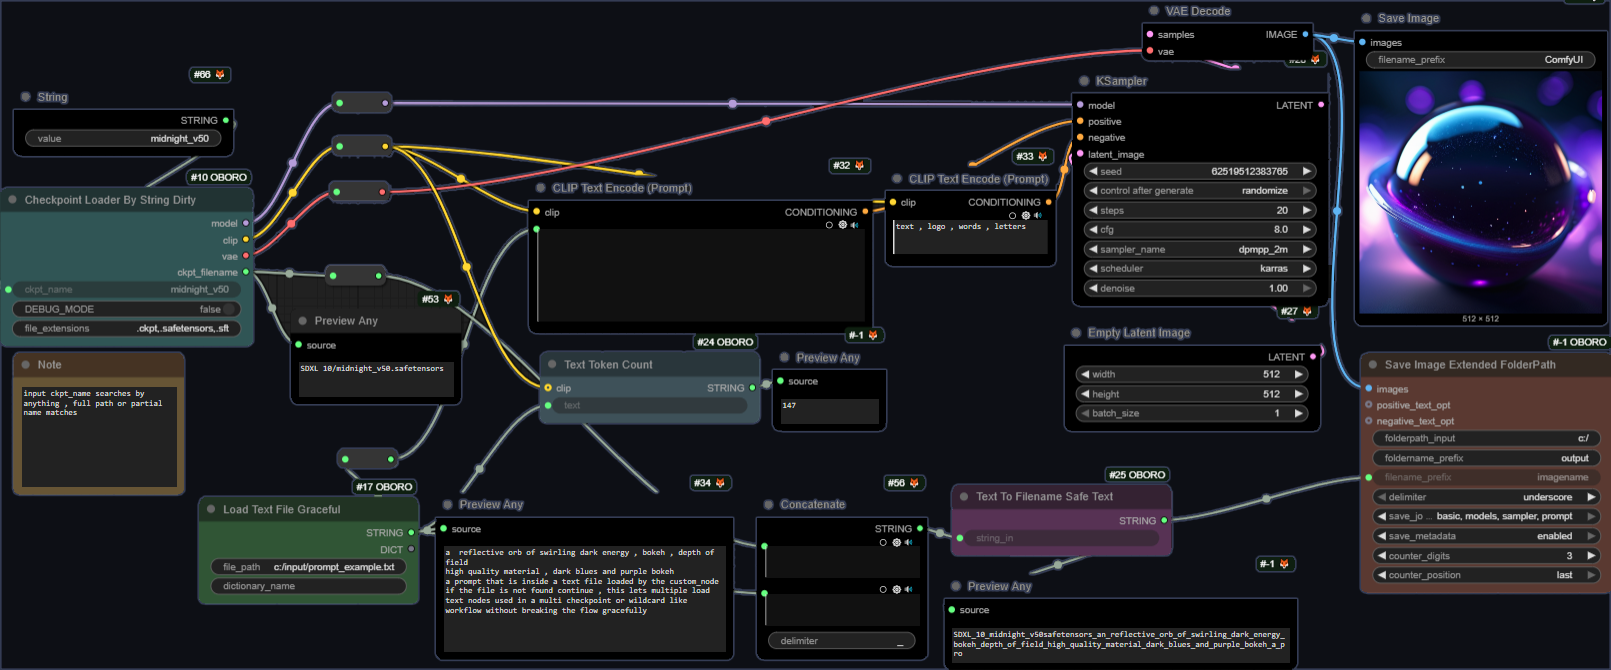 VAE Decode
samples
IMAGE
vae
Save Image
images
filename_prefix
ComfyUI
512 × 512
#66
String
STRING
value
midnight_v50
#10 OBORO
Checkpoint Loader By String Dirty
model
clip
vae
ckpt_filename
ckpt_name
midnight_v50
DEBUG_MODE
false
file_extensions
.ckpt,.safetensors,.sft
Note
input ckpt_name searches by
anything , full path or partial
name matches
#53
Preview Any
source
SDXL 10/midnight_v50.safetensors
#32
CLIP Text Encode (Prompt)
clip
CONDITIONING
#33
CLIP Text Encode (Prompt)
clip
CONDITIONING
text , logo , words , letters
KSampler
model
LATENT
positive
negative
latent_image
seed
62519512383765
control after generate
randomize
steps
20
cfg
8.0
sampler_name
dpmpp_2m
scheduler
karras
denoise
1.00
#27
Empty Latent Image
LATENT
width
512
height
512
batch_size
1
#24 OBORO
Text Token Count
clip
STRING
text
#-1
Preview Any
source
147
#17 OBORO
Load Text File Graceful
STRING
DICT
file_path
c:/input/prompt_example.txt
dictionary_name
#34
Preview Any
source
a  reflective orb of swirling dark energy , bokeh , depth of
field
high quality material , dark blues and purple bokeh
a prompt that is inside a text file loaded by the custom_node
if the file is not found continue , this lets multiple load
text nodes used in a multi checkpoint or wildcard like
workflow without breaking the flow gracefully
#56
Concatenate
STRING
delimiter
_
#25 OBORO
Text To Filename Safe Text
STRING
string_in
#-1
Preview Any
source
SDXL_10_midnight_v50safetensors_an_reflective_orb_of_swirling_dark_energy_
bokeh_depth_of_field_high_quality_material_dark_blues_and_purple_bokeh_a_p
ro
#-1 OBORO
Save Image Extended FolderPath
images
positive_text_opt
negative_text_opt
folderpath_input
c:/
foldername_prefix
output
filename_prefix
imagename
delimiter
underscore
save_jo ...
basic, models, sampler, prompt
save_metadata
enabled
counter_digits
3
counter_position
last